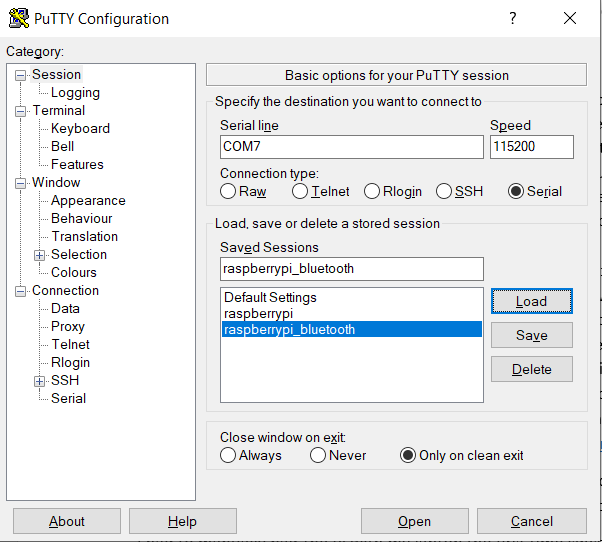 PuTTY Configuration
?
Category:
Session
Logging
Terminal
Keyboard
Bell
Features
Window
Appearance
Behaviour
Translation
Selection
Colours
Connection
Data
Proxy
Telnet
Rlogin
SSH
Serial
Basic options for your PuTTY session
Specify the destination you want to connect to
Serial line Speed
COM7 115200
Connection type:
Raw Telnet Rlogin SSH Serial
Load, save or delete a stored session
Saved Sessions
raspberrypi_bluetooth
Default Settings
raspberrypi
raspberrypi_bluetooth
Load
Save
Delete
Close window on exit:
Always Never Only on clean exit
About Help Open Cancel